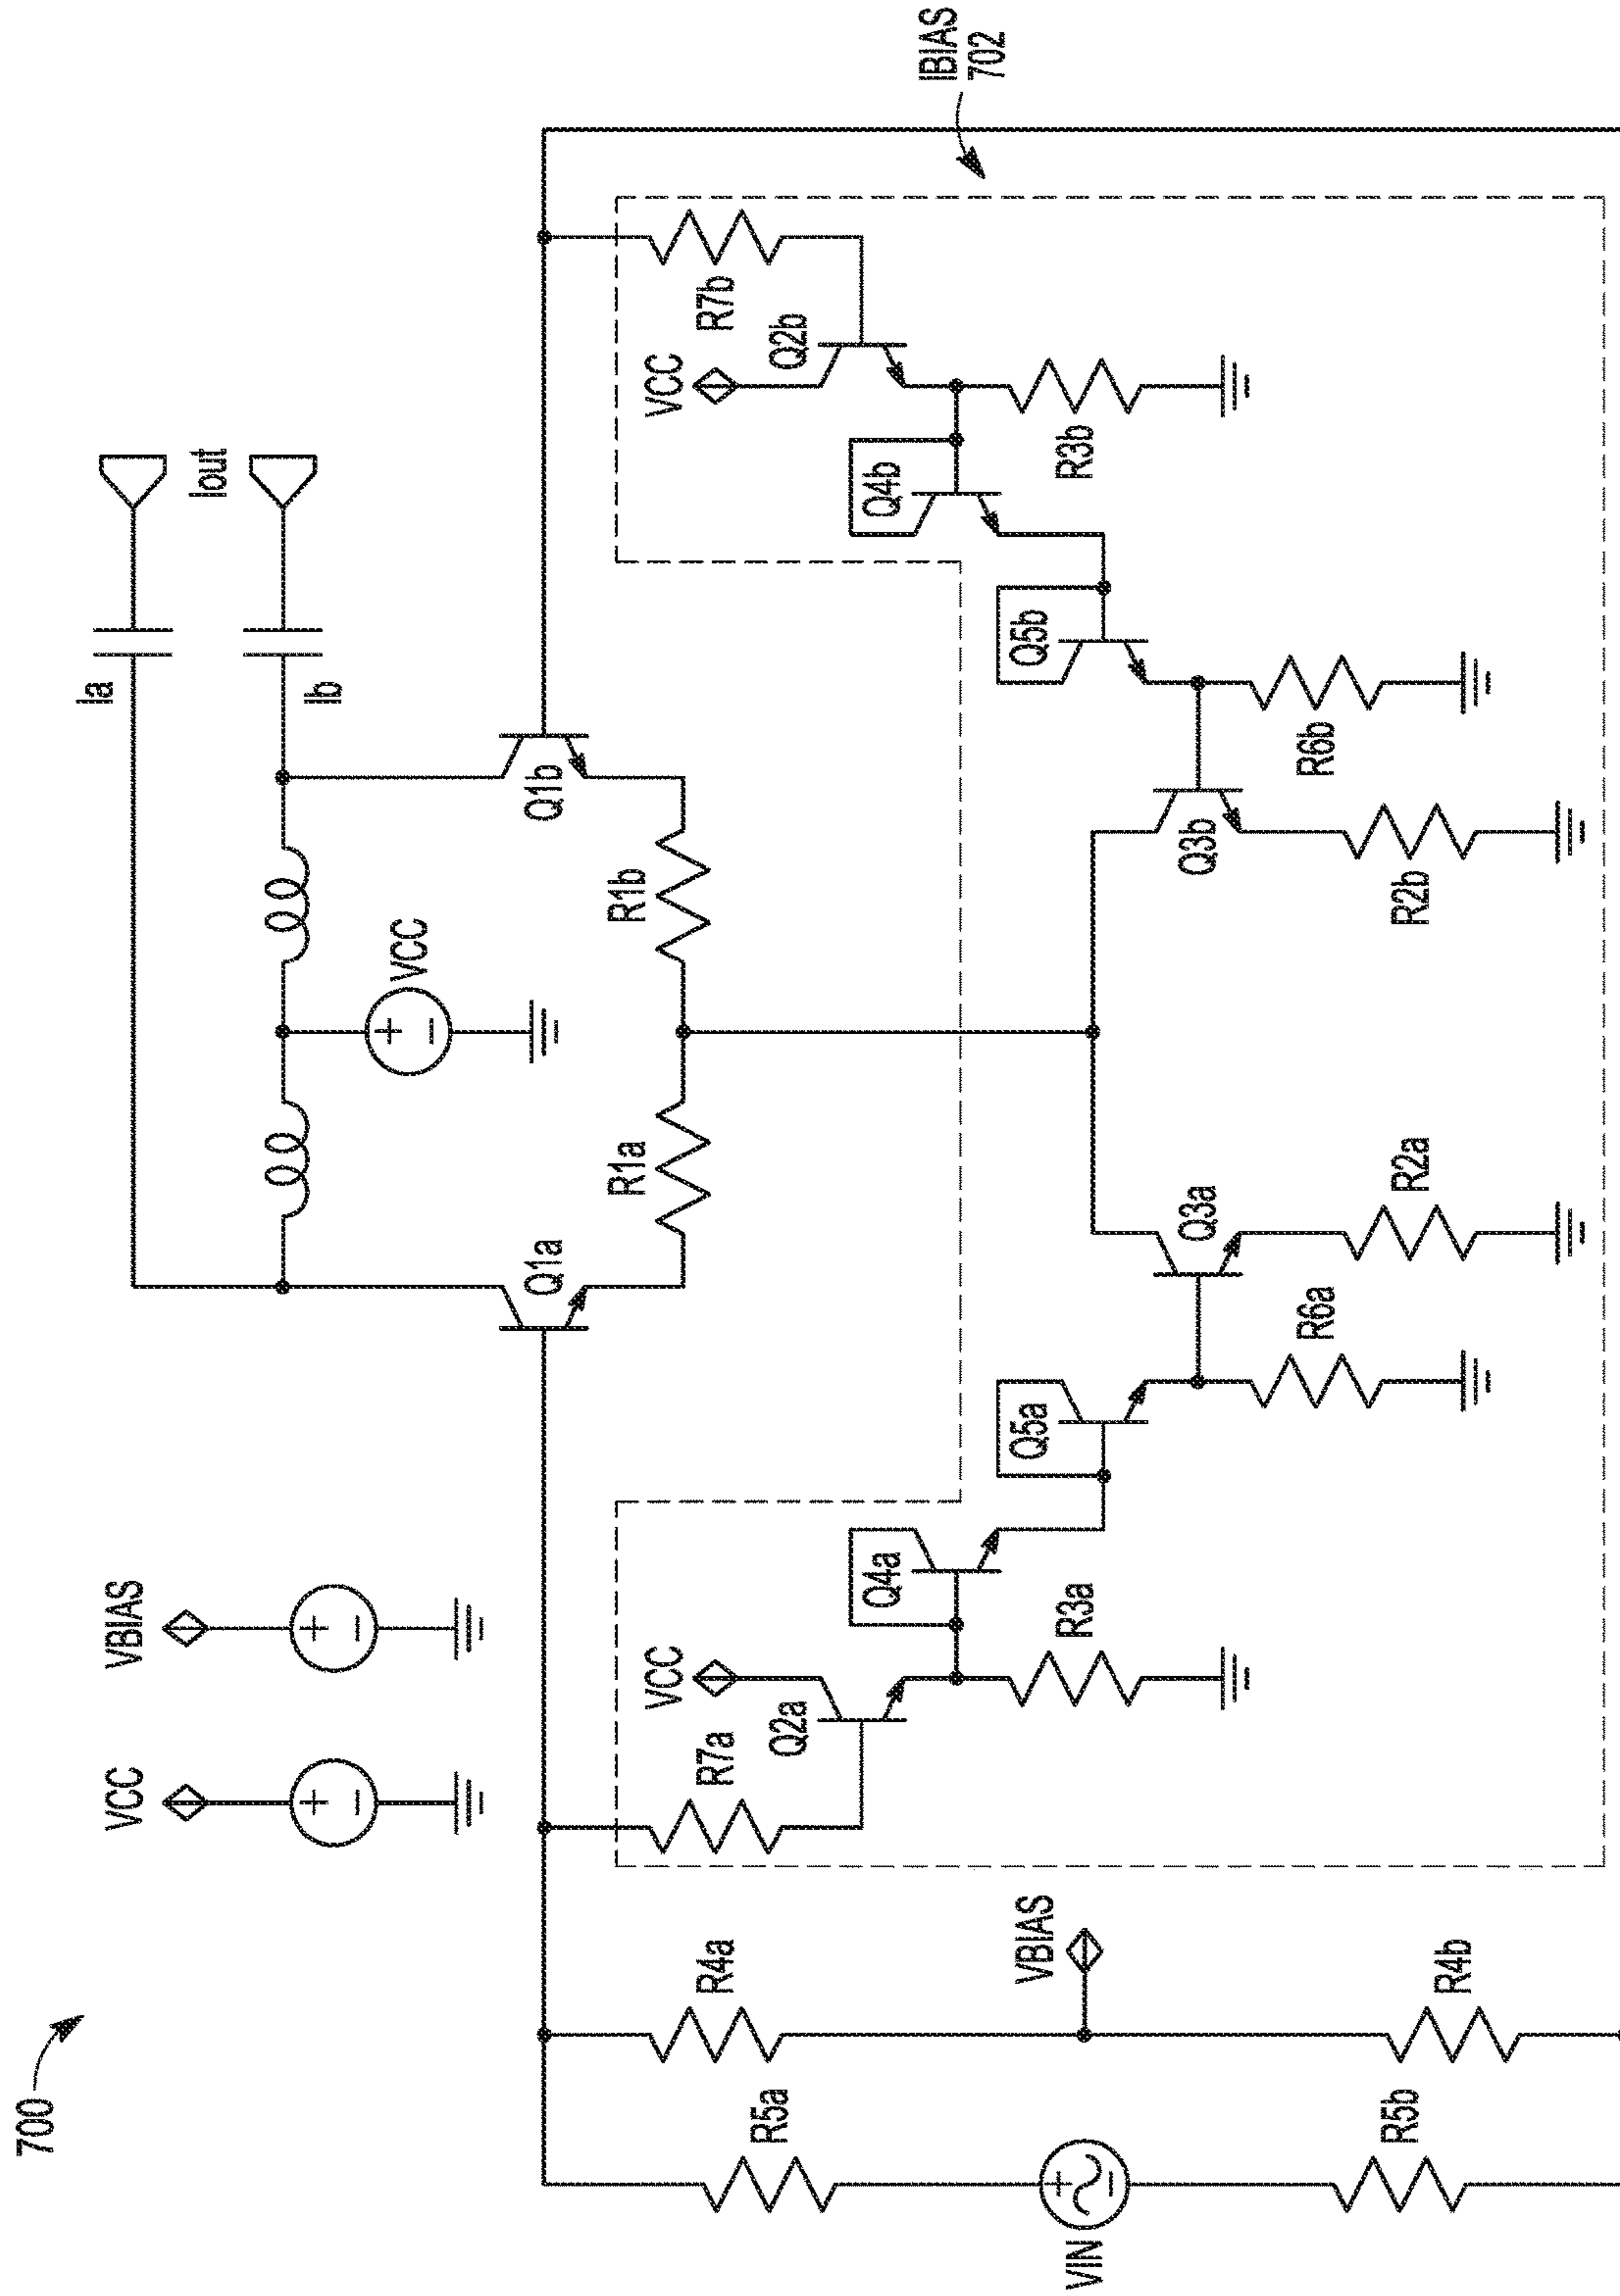 700
VCC
VBIAS
Ia
Iout
Ib
VCC
Q1a
Q1b
R1a
R1b
IBIAS
702
R7a
VCC
Q2a
Q4a
R3a
Q5a
R6a
Q3a
R2a
VCC
R7b
Q2b
Q4b
R3b
Q5b
R6b
Q3b
R2b
R5a
R4a
VIN
VBIAS
R5b
R4b